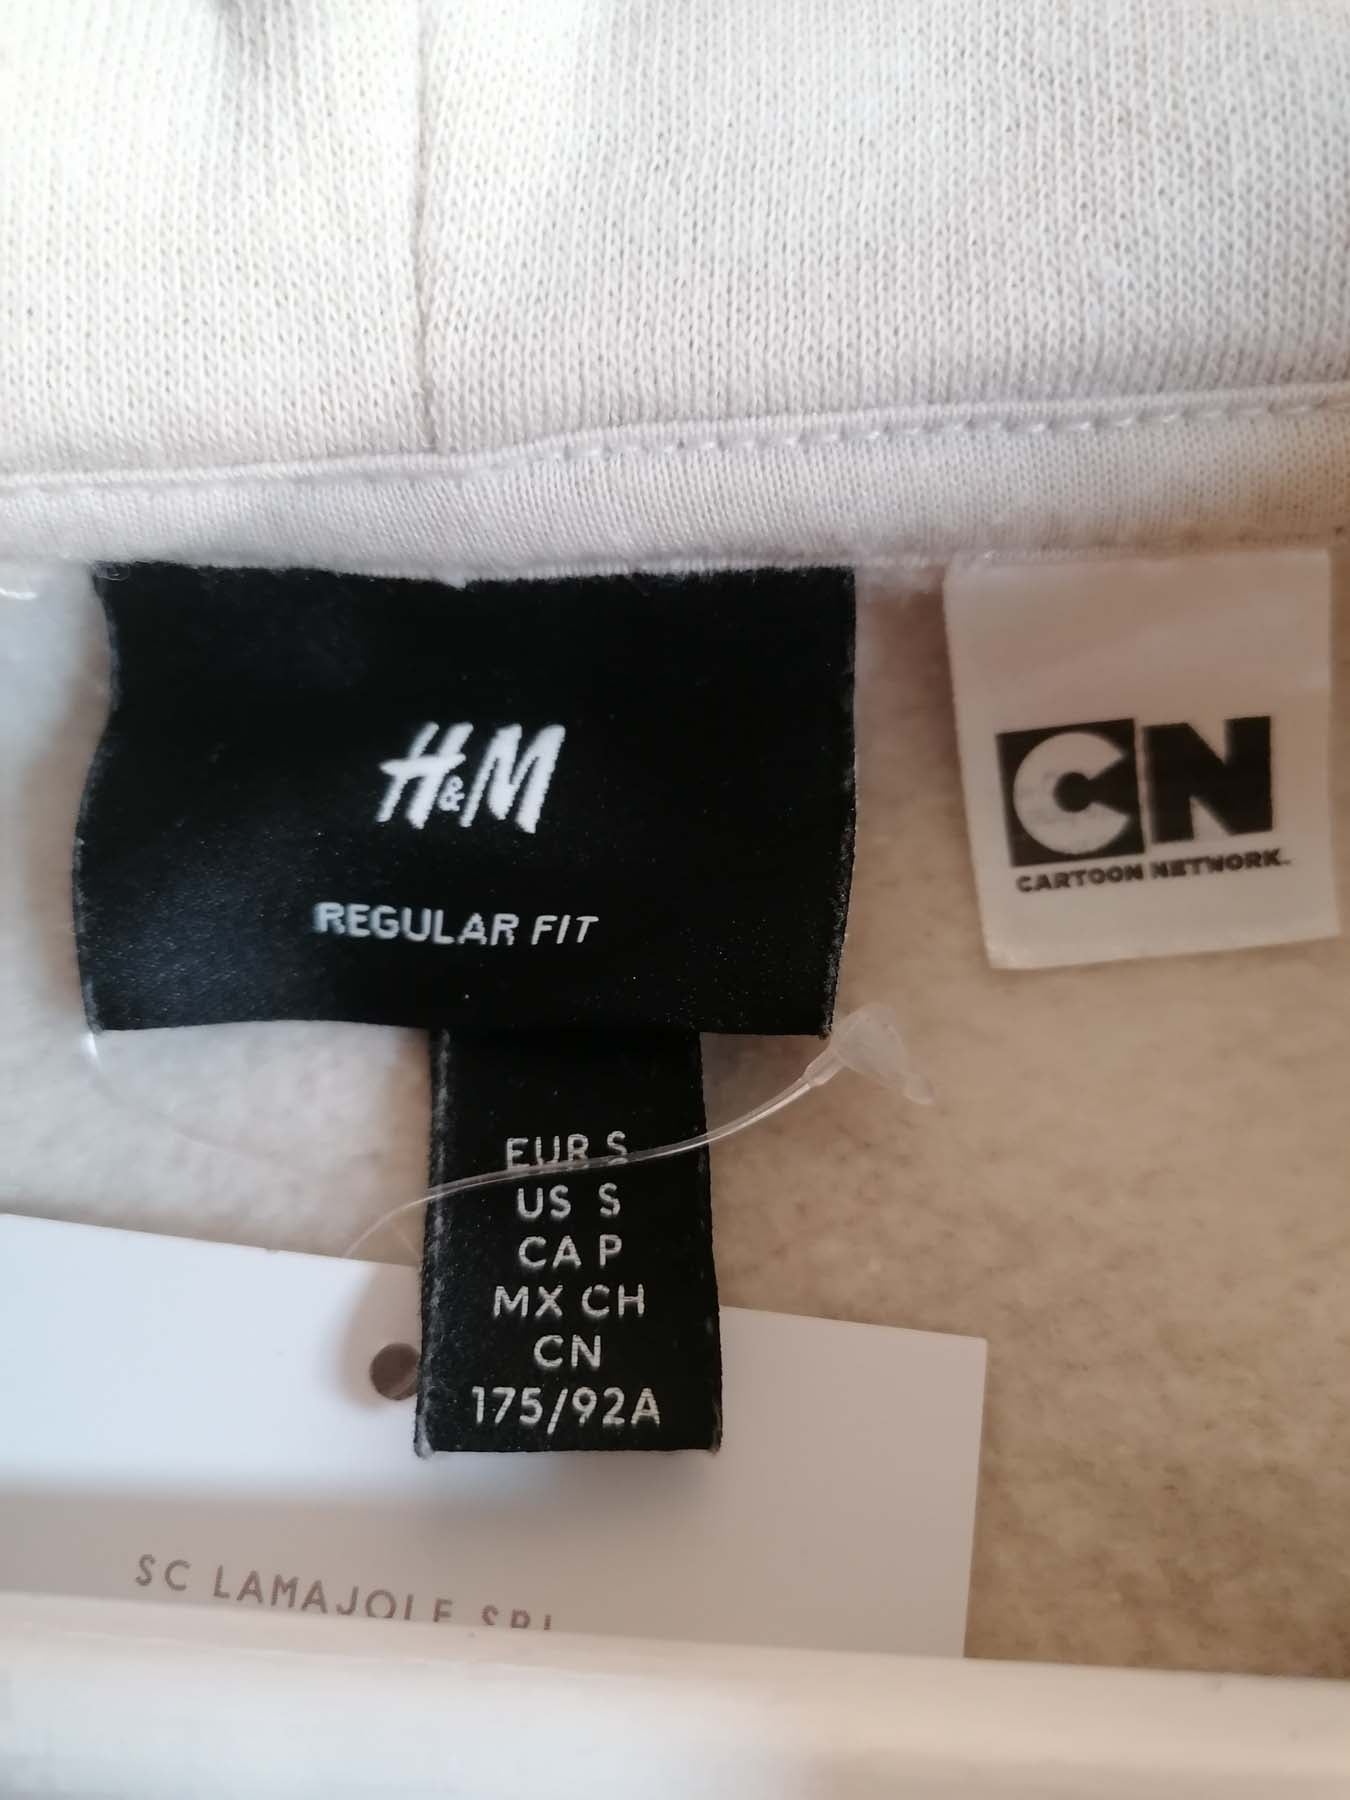 H&M
REGULAR FIT
CN
CARTOON NETWORK.
EUR S
US S
CA P
MX CH
CN
175/92A
SC LAMAJOLE SRL